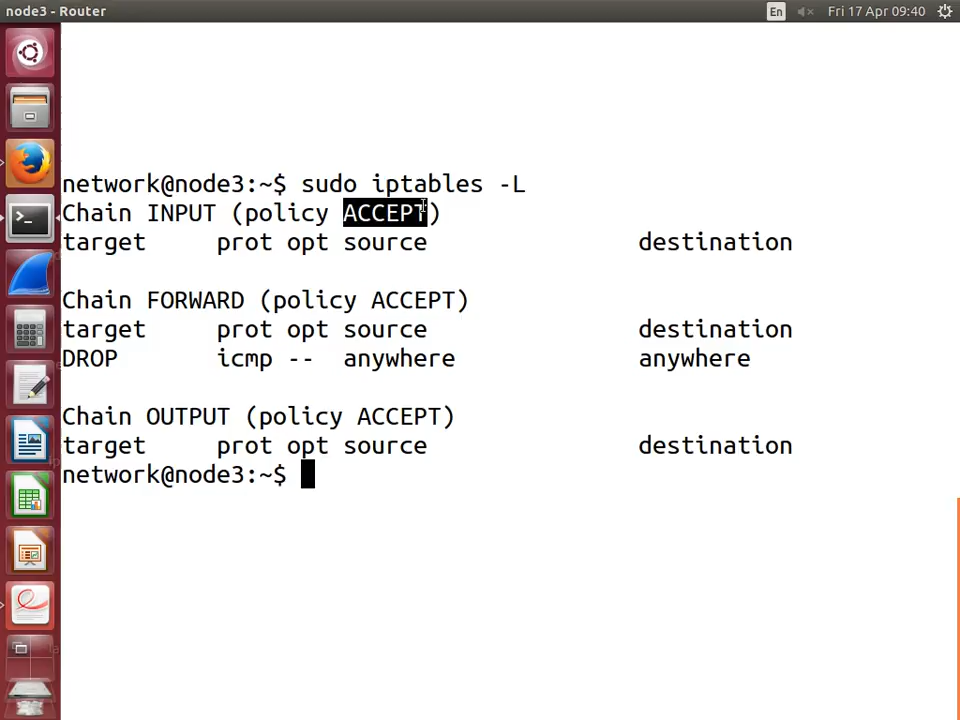 node3 - Router
En
Fri 17 Apr 09:40
network@node3:~$ sudo iptables -L
Chain INPUT (policy ACCEPT)
target     prot opt source               destination
Chain FORWARD (policy ACCEPT)
target     prot opt source               destination
DROP       icmp --  anywhere             anywhere
Chain OUTPUT (policy ACCEPT)
target     prot opt source               destination
network@node3:~$